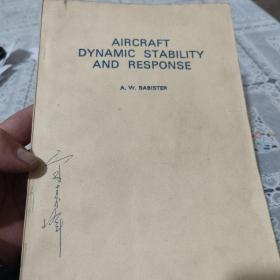 AIRCRAFT
DYNAMIC STABILITY
AND RESPONSE
A. W. BABISTER